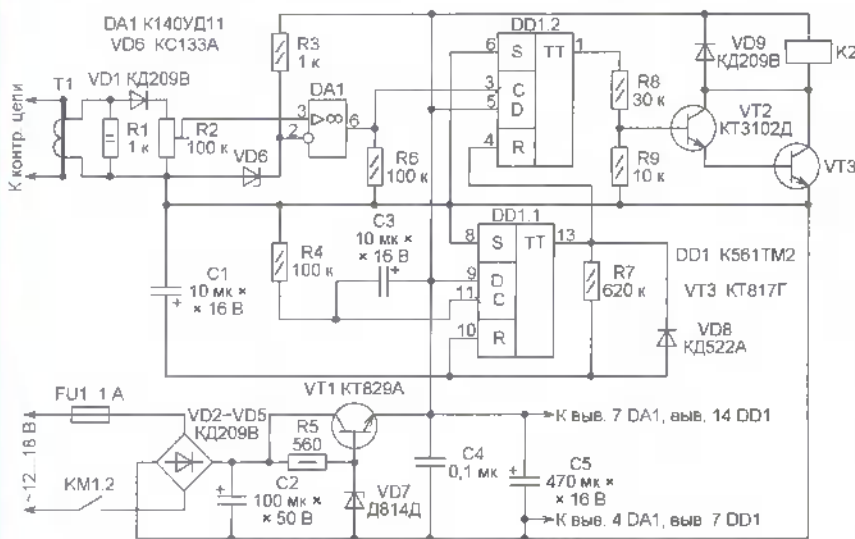 DA1 К140УД11
VD6 КС133А
К контр. цепи
T1
VD1 КД209В
R1
1 к
R2
100 к
VD6
R3
1 к
DA1
3
2
6
▷∞
R6
100 к
DD1.2
6 S TT 1
3 C
5 D
4 R
R8
30 к
R9
10 к
VD9
КД209В
K2
VT2
КТ3102Д
VT3
C1
10 мк ×
× 16 В
R4
100 к
C3
10 мк ×
× 16 В
DD1.1
8 S TT 13
9 D
11 C
10 R
R7
620 к
DD1 К561ТМ2
VT3 КТ817Г
VD8
КД522А
FU1 1 А
~12...18 В
KM1.2
VD2–VD5
КД209В
C2
100 мк ×
× 50 В
VT1 КТ829А
R5
560
VD7
Д814Д
C4
0,1 мк
C5
470 мк ×
× 16 В
К выв. 7 DA1, выв. 14 DD1
К выв. 4 DA1, выв 7 DD1